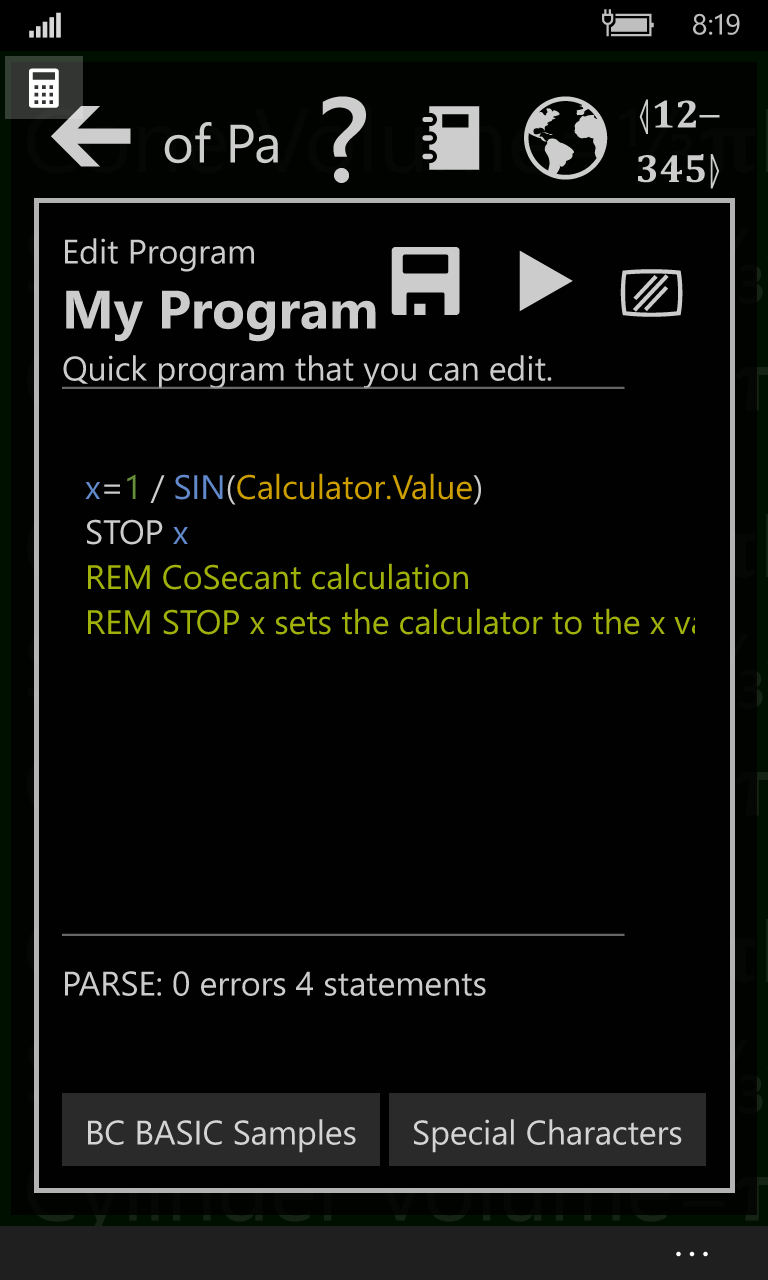 8:19
of Pa
⟨12–
345⟩
Edit Program
My Program
Quick program that you can edit.
x=1 / SIN(Calculator.Value)
STOP x
REM CoSecant calculation
REM STOP x sets the calculator to the x va
PARSE: 0 errors 4 statements
BC BASIC Samples
Special Characters
...